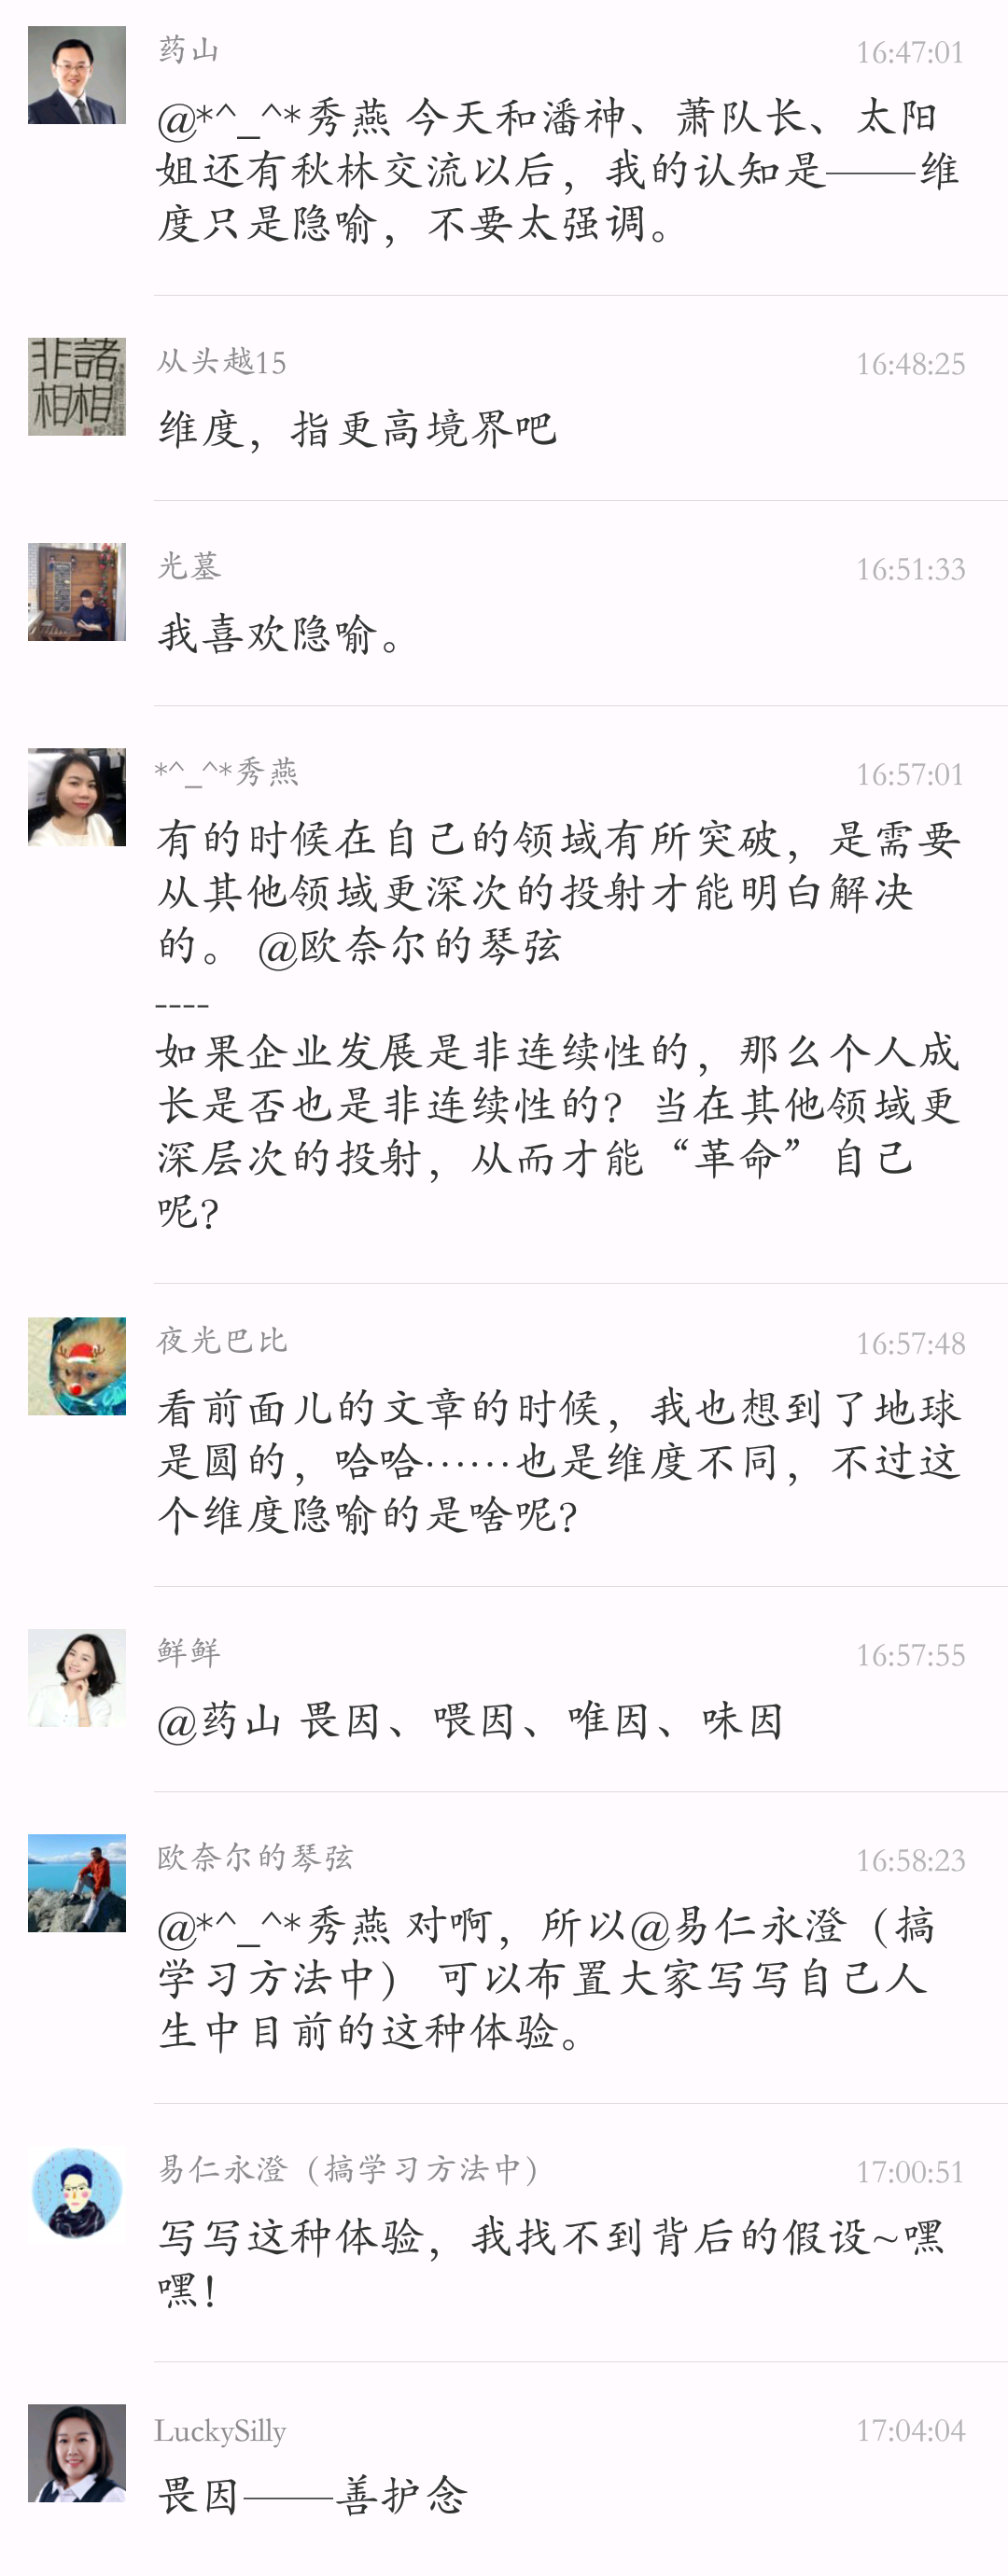 药山
16:47:01
@*^_^*秀燕 今天和潘神、萧队长、太阳
姐还有秋林交流以后，我的认知是——维
度只是隐喻，不要太强调。
非諸
相相
从头越15
16:48:25
维度，指更高境界吧
光墓
16:51:33
我喜欢隐喻。
*^_^*秀燕
16:57:01
有的时候在自己的领域有所突破，是需要
从其他领域更深次的投射才能明白解决
的。 @欧奈尔的琴弦
----
如果企业发展是非连续性的，那么个人成
长是否也是非连续性的？当在其他领域更
深层次的投射，从而才能“革命”自己
呢？
夜光巴比
16:57:48
看前面儿的文章的时候，我也想到了地球
是圆的，哈哈……也是维度不同，不过这
个维度隐喻的是啥呢？
鲜鲜
16:57:55
@药山 畏因、喂因、唯因、味因
欧奈尔的琴弦
16:58:23
@*^_^*秀燕 对啊，所以@易仁永澄（搞
学习方法中） 可以布置大家写写自己人
生中目前的这种体验。
易仁永澄（搞学习方法中）
17:00:51
写写这种体验，我找不到背后的假设~嘿
嘿！
LuckySilly
17:04:04
畏因——善护念